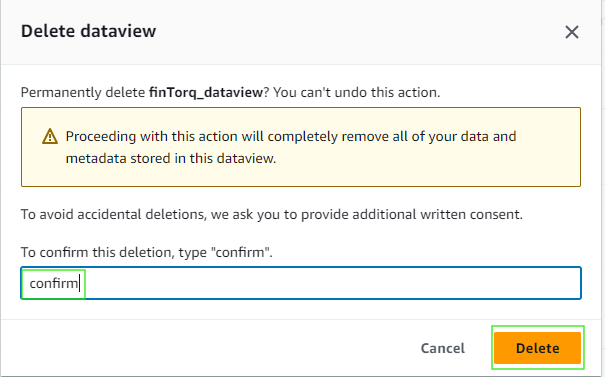 Delete dataview
Permanently delete finTorq_dataview? You can't undo this action.
Proceeding with this action will completely remove all of your data and
metadata stored in this dataview.
To avoid accidental deletions, we ask you to provide additional written consent.
To confirm this deletion, type "confirm".
confirm
Cancel
Delete